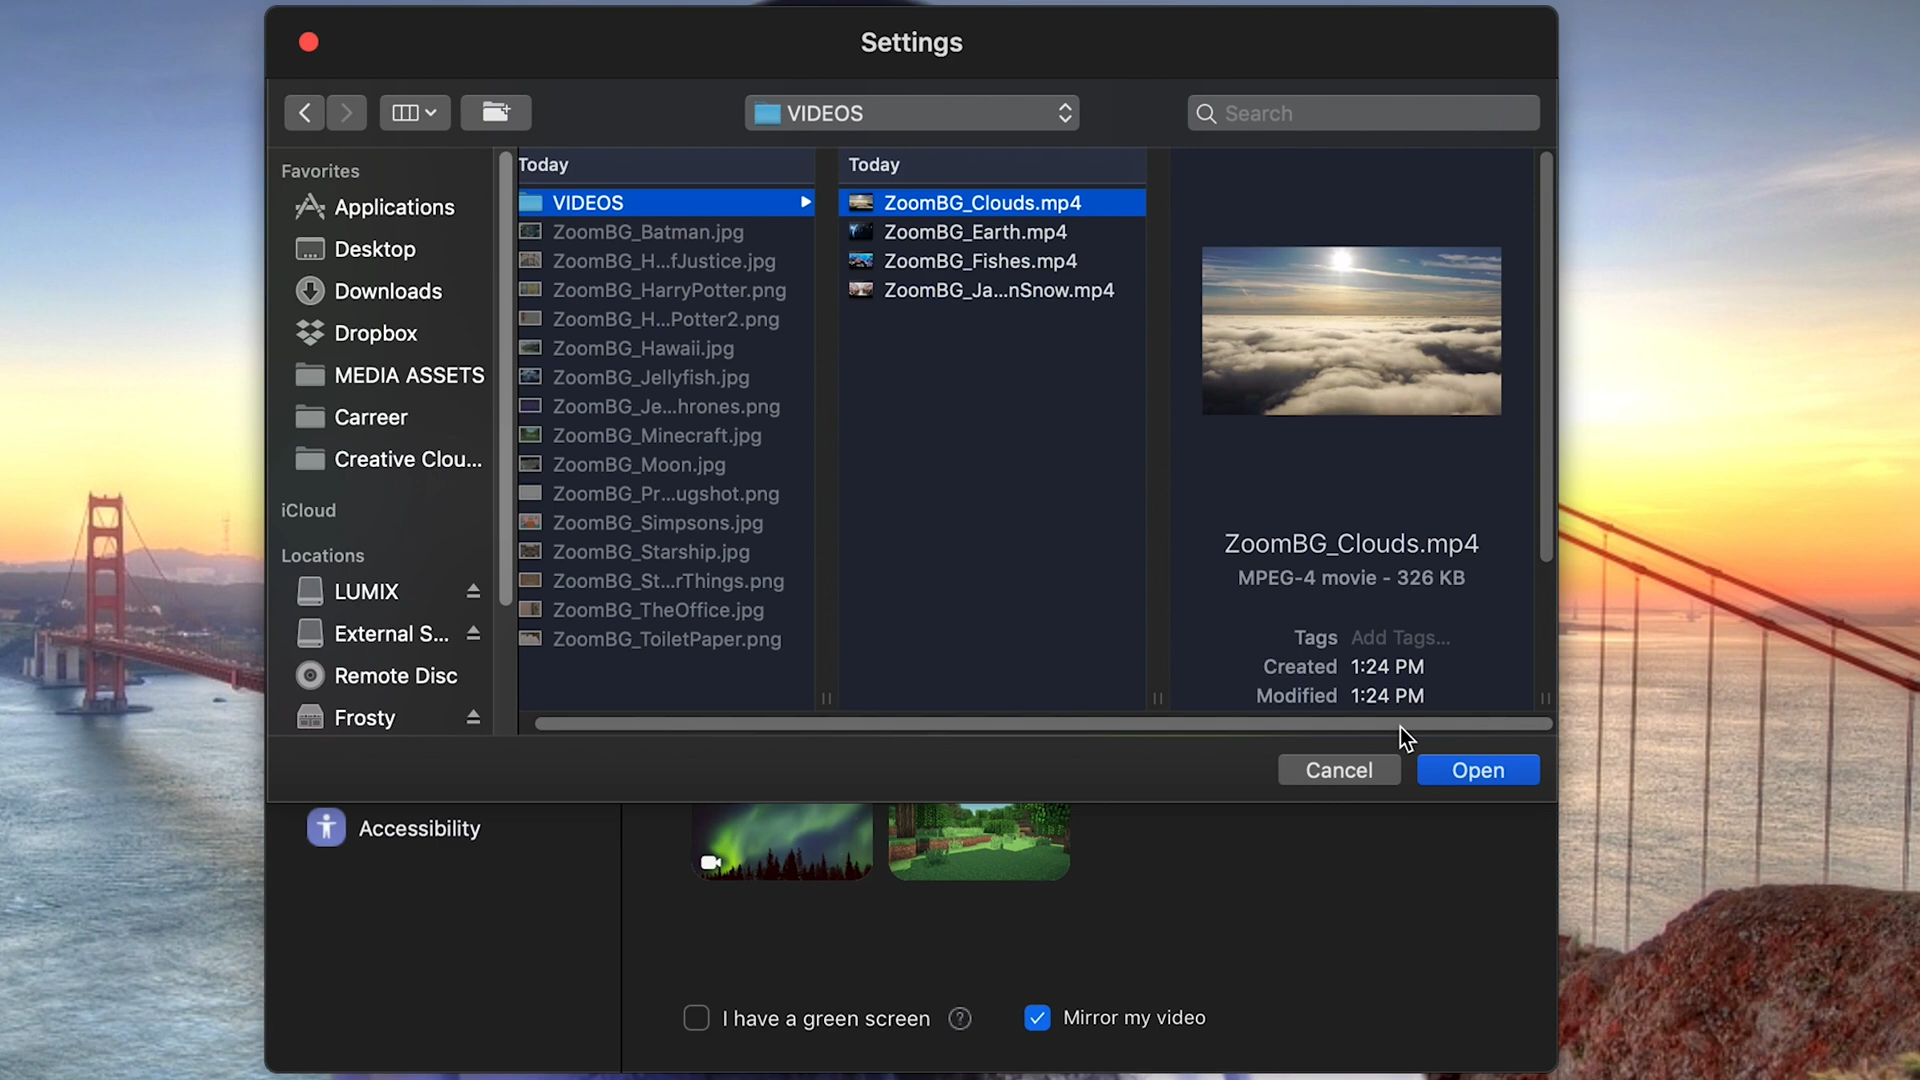 Settings
VIDEOS
Search
Favorites
Applications
Desktop
Downloads
Dropbox
MEDIA ASSETS
Carreer
Creative Clou...
iCloud
Locations
LUMIX
External S...
Remote Disc
Frosty
Today
VIDEOS
ZoomBG_Batman.jpg
ZoomBG_H...fJustice.jpg
ZoomBG_HarryPotter.png
ZoomBG_H...Potter2.png
ZoomBG_Hawaii.jpg
ZoomBG_Jellyfish.jpg
ZoomBG_Je...hrones.png
ZoomBG_Minecraft.jpg
ZoomBG_Moon.jpg
ZoomBG_Pr...ugshot.png
ZoomBG_Simpsons.jpg
ZoomBG_Starship.jpg
ZoomBG_St...rThings.png
ZoomBG_TheOffice.jpg
ZoomBG_ToiletPaper.png
Today
ZoomBG_Clouds.mp4
ZoomBG_Earth.mp4
ZoomBG_Fishes.mp4
ZoomBG_Ja...nSnow.mp4
ZoomBG_Clouds.mp4
MPEG-4 movie - 326 KB
Tags Add Tags...
Created 1:24 PM
Modified 1:24 PM
Cancel
Open
Accessibility
I have a green screen ?
Mirror my video